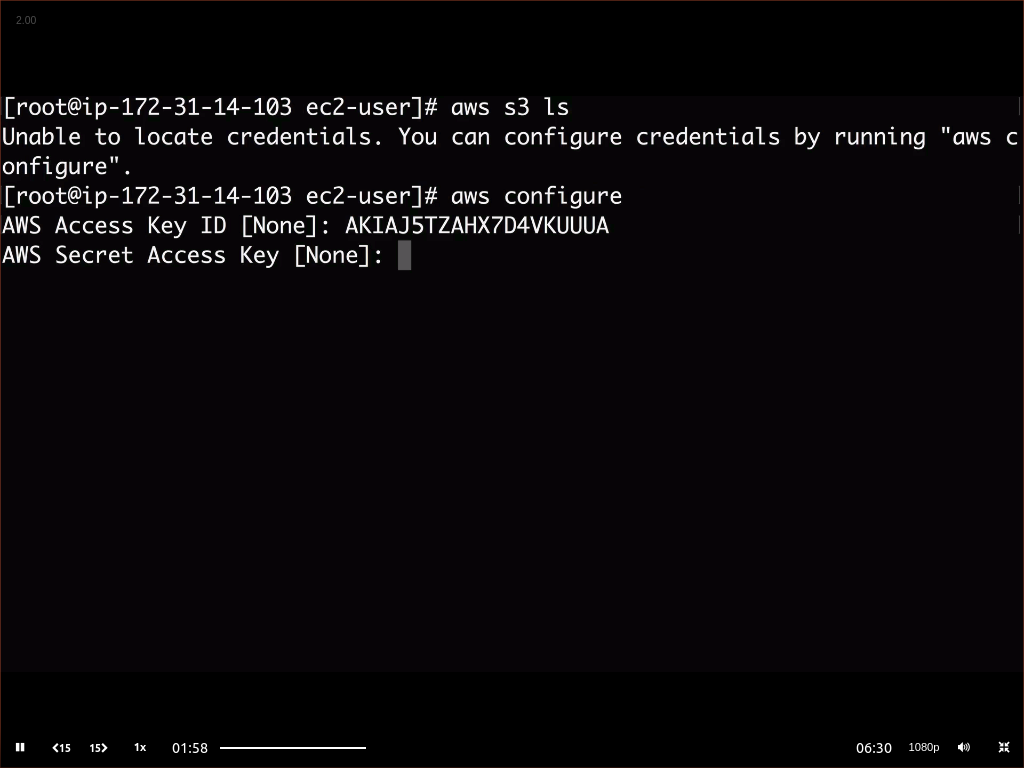 2.00
[root@ip-172-31-14-103 ec2-user]# aws s3 ls
Unable to locate credentials. You can configure credentials by running "aws c
onfigure".
[root@ip-172-31-14-103 ec2-user]# aws configure
AWS Access Key ID [None]: AKIAJ5TZAHX7D4VKUUUA
AWS Secret Access Key [None]:
15 15 1x 01:58 06:30 1080p